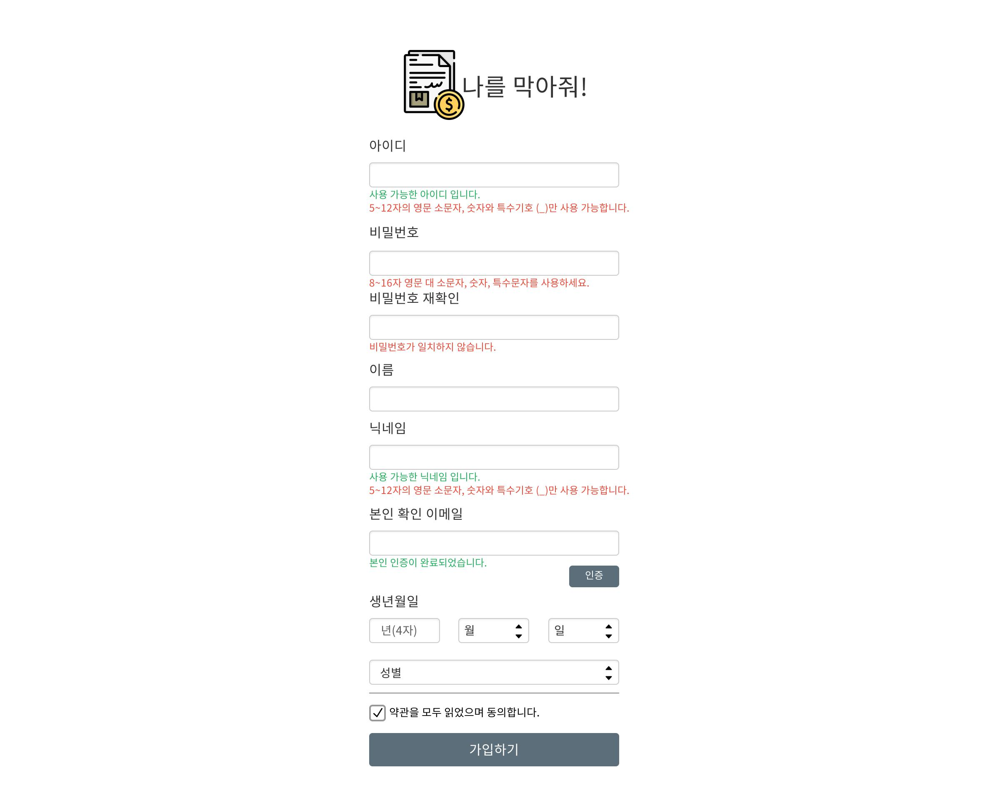 나를 막아줘!
아이디
사용 가능한 아이디 입니다.
5~12자의 영문 소문자, 숫자와 특수기호 (_)만 사용 가능합니다.
비밀번호
8~16자 영문 대 소문자, 숫자, 특수문자를 사용하세요.
비밀번호 재확인
비밀번호가 일치하지 않습니다.
이름
닉네임
사용 가능한 닉네임 입니다.
5~12자의 영문 소문자, 숫자와 특수기호 (_)만 사용 가능합니다.
본인 확인 이메일
본인 인증이 완료되었습니다.
인증
생년월일
년(4자) 월 일
성별
약관을 모두 읽었으며 동의합니다.
가입하기